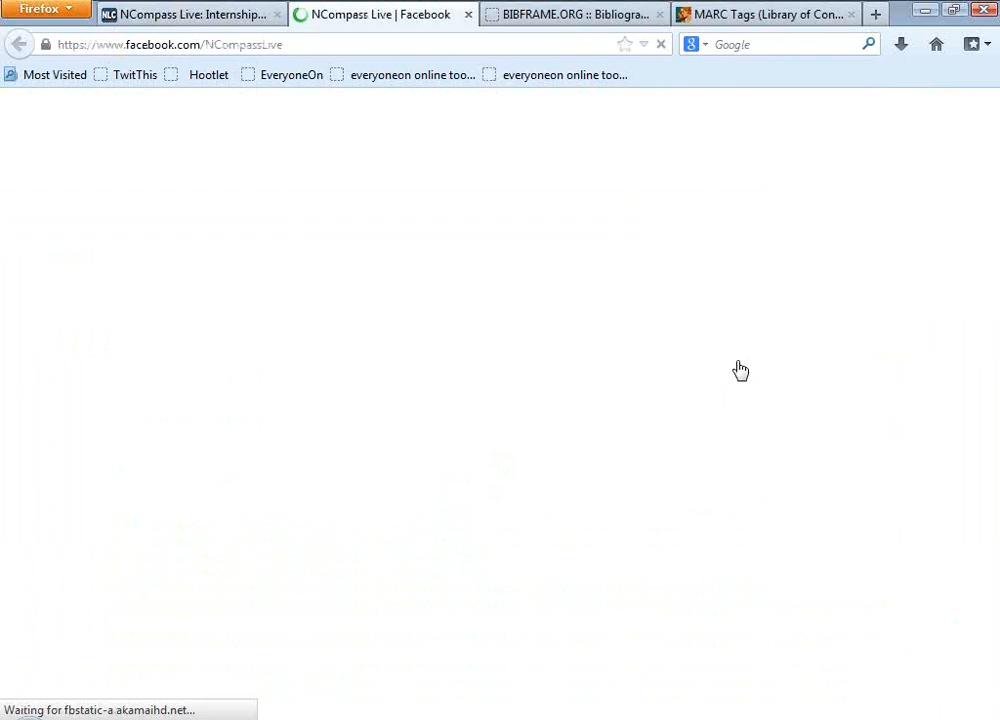 Firefox
NLC NCompass Live: Internship...
NCompass Live | Facebook
BIBFRAME.ORG :: Bibliogra...
MARC Tags (Library of Con...
https://www.facebook.com/NCompassLive
Google
Most Visited TwitThis Hootlet EveryoneOn everyoneon online too... everyoneon online too...
Waiting for fbstatic-a.akamaihd.net...